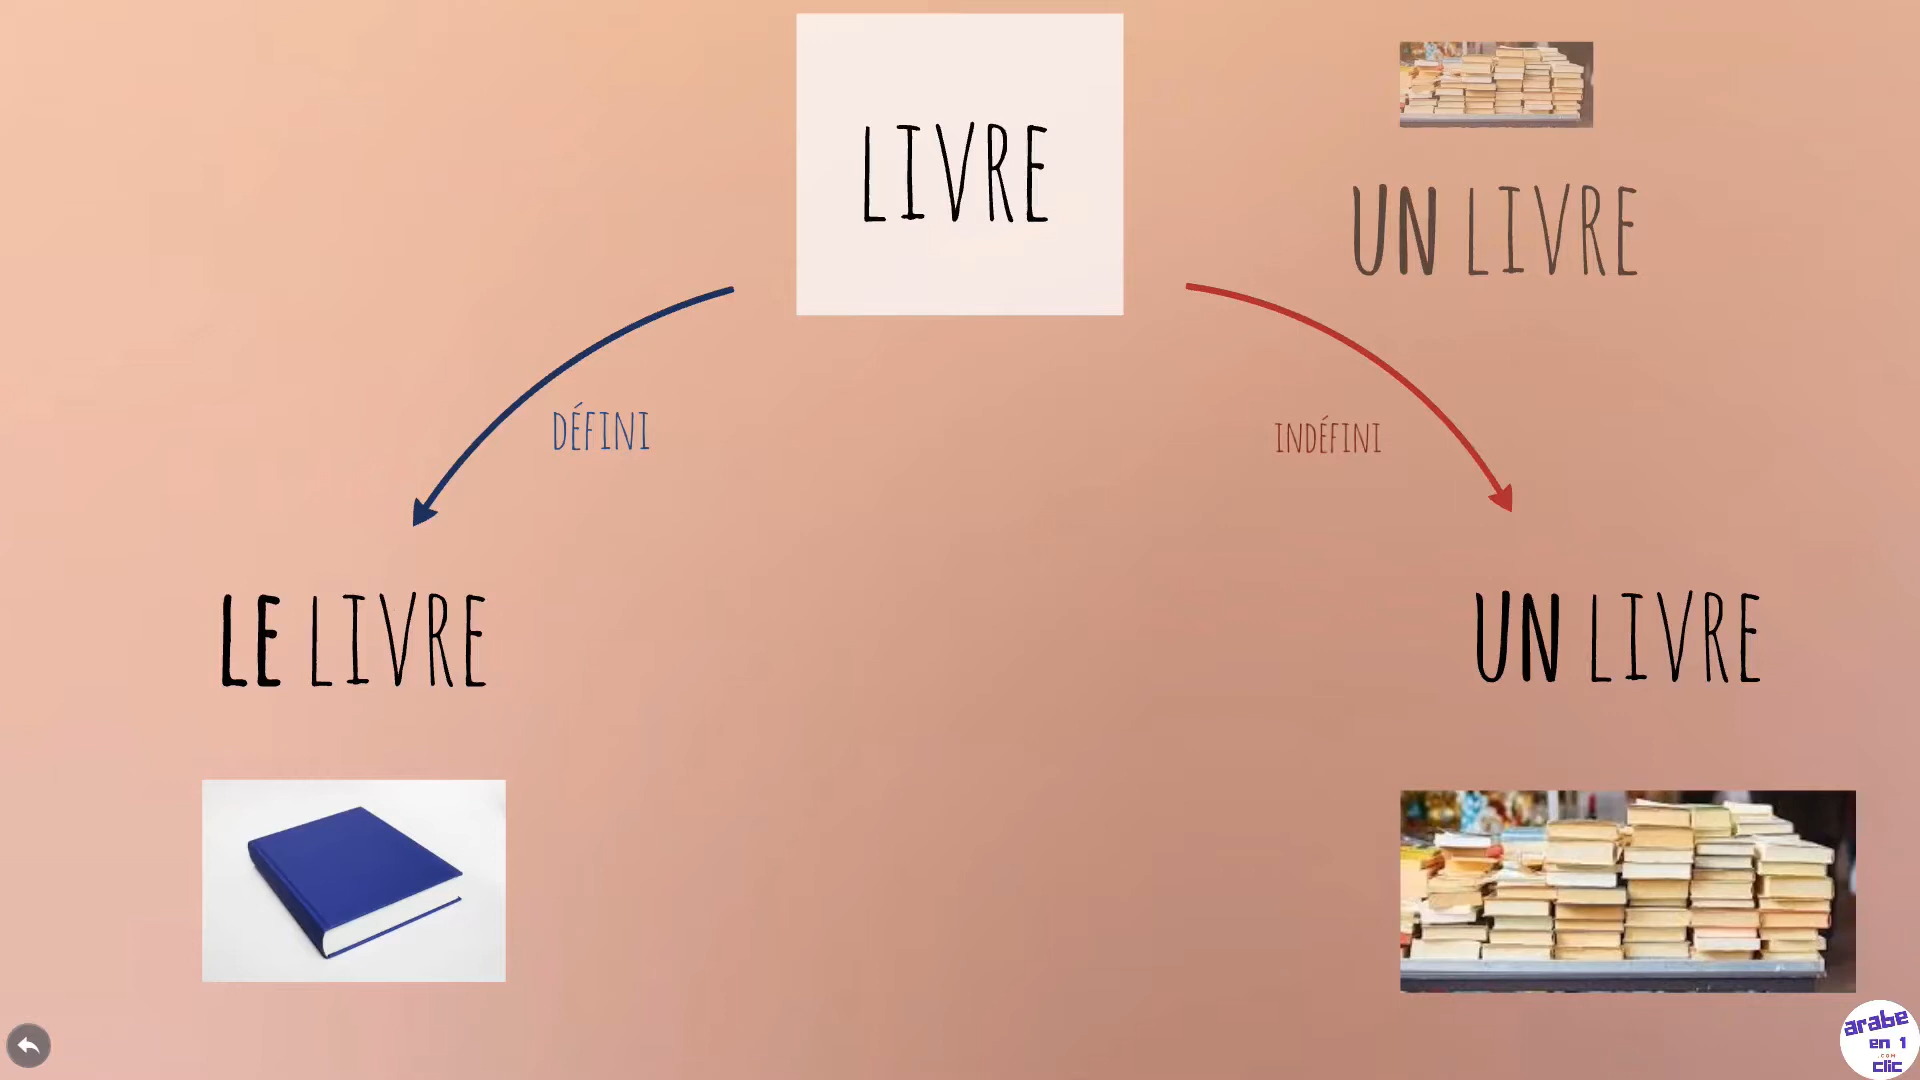 LIVRE
UN LIVRE
DÉFINI
INDÉFINI
LE LIVRE
UN LIVRE
arabe
en 1
.COM
clic